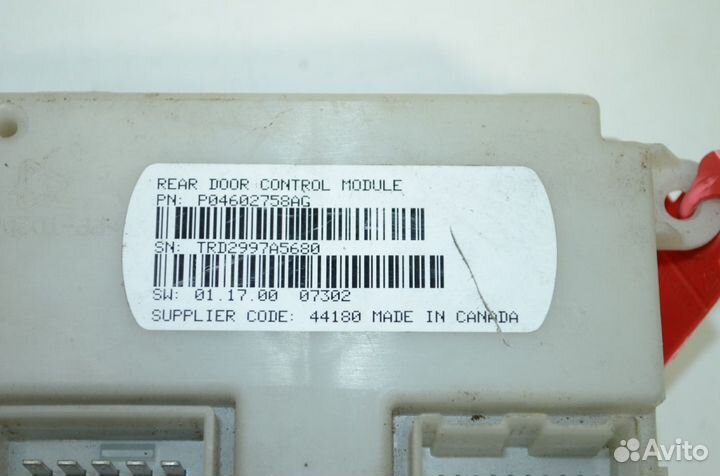 REAR DOOR CONTROL MODULE
PN: P04602758AG
SN: TRD2997A5680
SW: 01.17.00 07302
SUPPLIER CODE: 44180 MADE IN CANADA
Avito